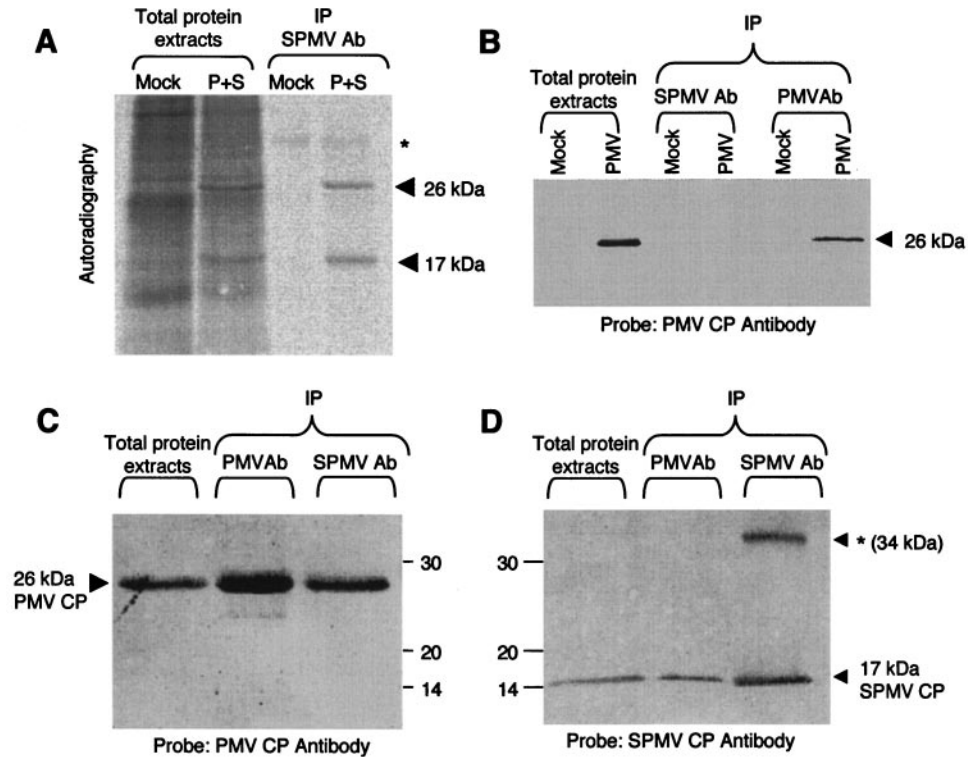 A
Total protein
extracts
IP
SPMV Ab
Mock
P+S
Mock
P+S
Autoradiography
*
26 kDa
17 kDa
B
IP
Total protein
extracts
SPMV Ab
PMVAb
Mock
PMV
Mock
PMV
Mock
PMV
26 kDa
Probe: PMV CP Antibody
C
IP
Total protein
extracts
PMVAb
SPMV Ab
26 kDa
PMV CP
30
20
14
Probe: PMV CP Antibody
D
IP
Total protein
extracts
PMVAb
SPMV Ab
30
20
14
* (34 kDa)
17 kDa
SPMV CP
Probe: SPMV CP Antibody